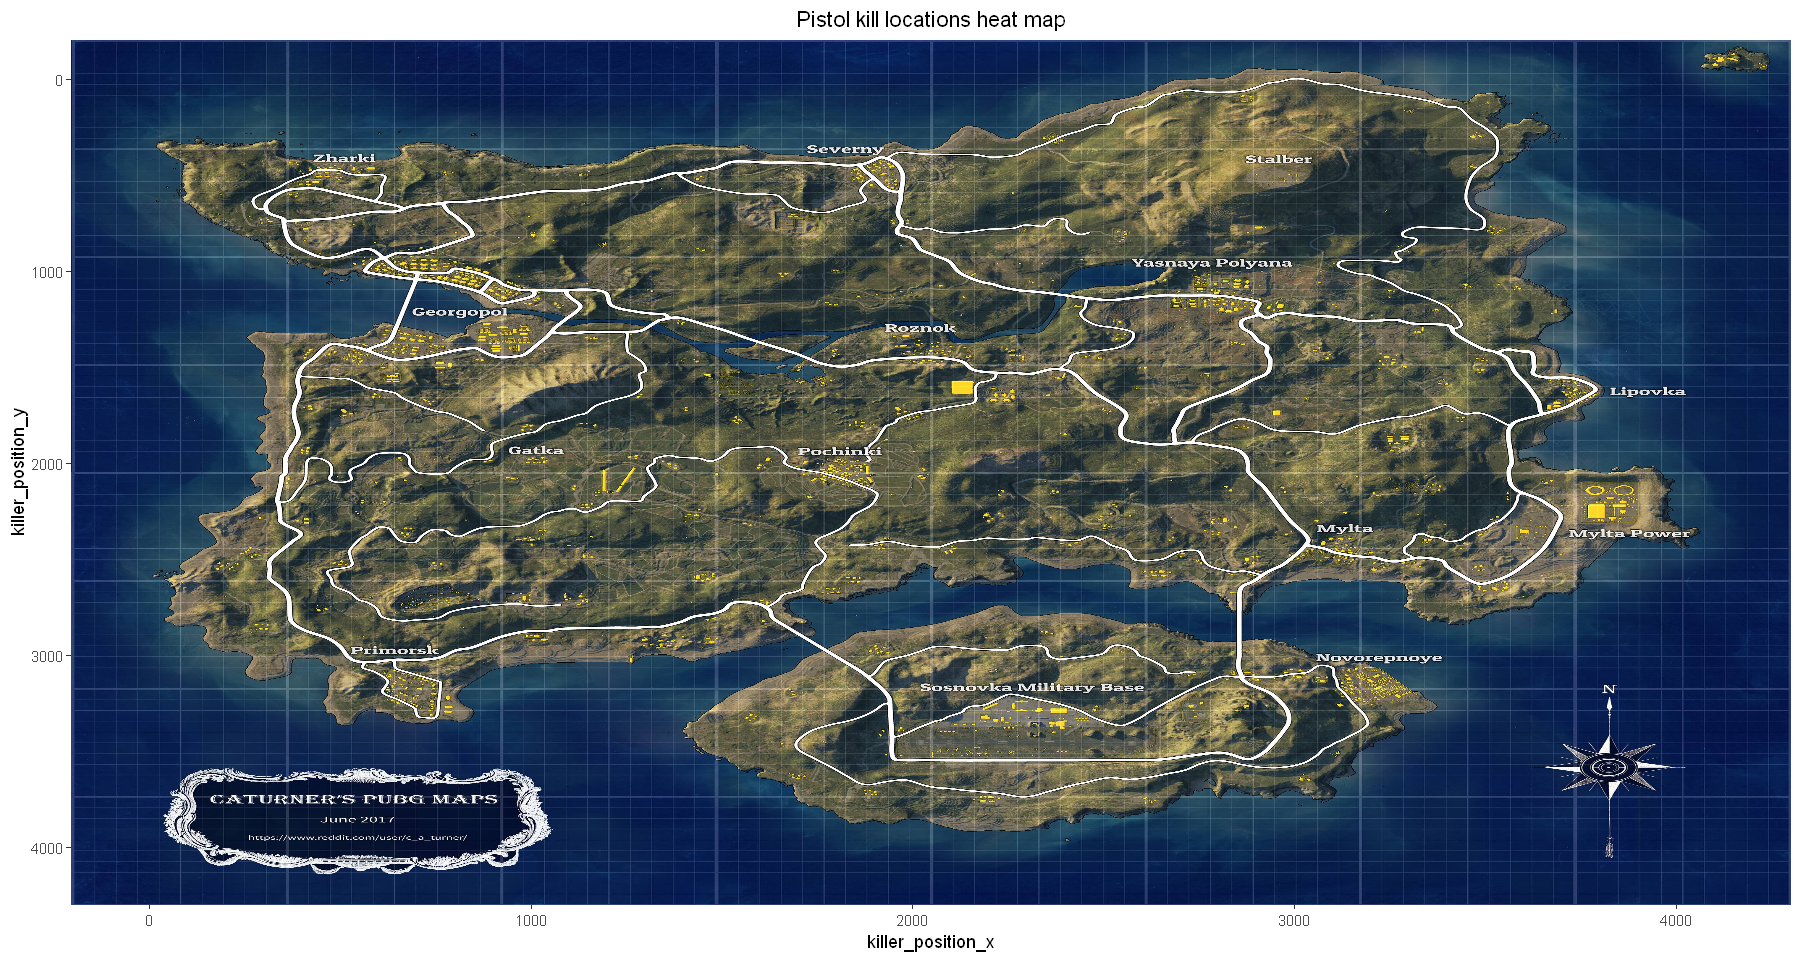 Pistol kill locations heat map
killer_position_y
0
1000
2000
3000
4000
Zharki
Severny
Stalber
Yasnaya Polyana
Georgopol
Roznok
Lipovka
Gatka
Pochinki
Mylta
Mylta Power
Primorsk
Novorepnoye
Sosnovka Military Base
N
CATURNER'S PUBG MAPS
June 2017
https://www.reddit.com/user/c_a_turner/
0
1000
2000
3000
4000
killer_position_x